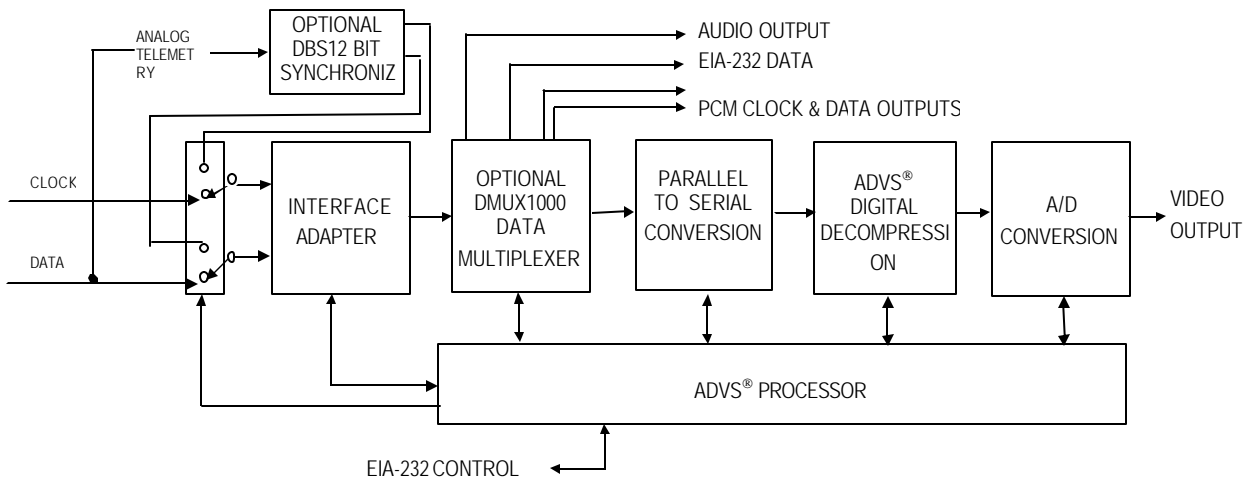 OPTIONAL
DBS12 BIT
SYNCHRONIZ
ANALOG
TELEMET
RY
AUDIO OUTPUT
EIA-232 DATA
PCM CLOCK & DATA OUTPUTS
CLOCK
DATA
INTERFACE
ADAPTER
OPTIONAL
DMUX1000
DATA
MULTIPLEXER
PARALLEL
TO SERIAL
CONVERSION
ADVS®
DIGITAL
DECOMPRESSI
ON
A/D
CONVERSION
VIDEO
OUTPUT
ADVS® PROCESSOR
EIA-232 CONTROL